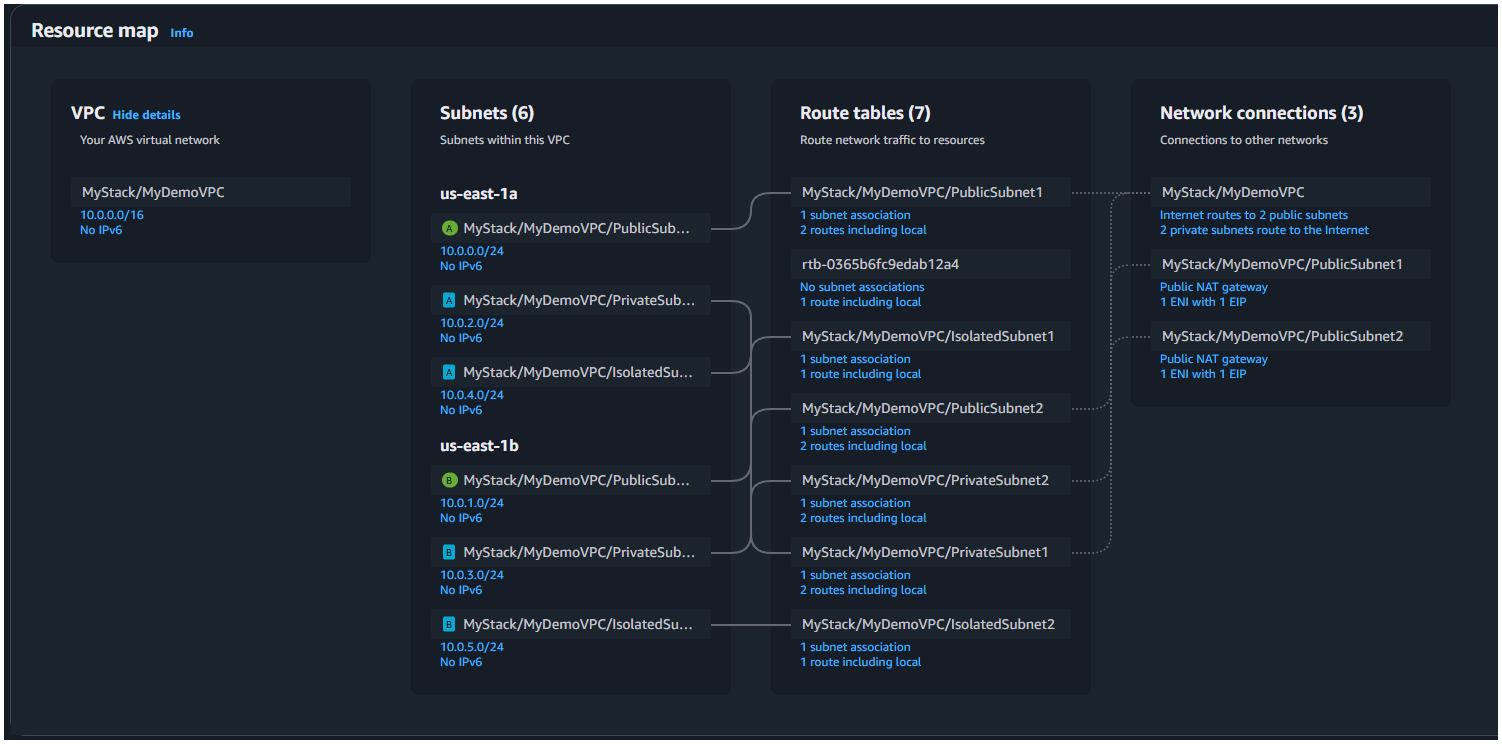 Resource map Info
VPC Hide details
Your AWS virtual network
MyStack/MyDemoVPC
10.0.0.0/16
No IPv6
Subnets (6)
Subnets within this VPC
us-east-1a
A MyStack/MyDemoVPC/PublicSub...
10.0.0.0/24
No IPv6
A MyStack/MyDemoVPC/PrivateSub...
10.0.2.0/24
No IPv6
A MyStack/MyDemoVPC/IsolatedSu...
10.0.4.0/24
No IPv6
us-east-1b
B MyStack/MyDemoVPC/PublicSub...
10.0.1.0/24
No IPv6
B MyStack/MyDemoVPC/PrivateSub...
10.0.3.0/24
No IPv6
B MyStack/MyDemoVPC/IsolatedSu...
10.0.5.0/24
No IPv6
Route tables (7)
Route network traffic to resources
MyStack/MyDemoVPC/PublicSubnet1
1 subnet association
2 routes including local
rtb-0365b6fc9edab12a4
No subnet associations
1 route including local
MyStack/MyDemoVPC/IsolatedSubnet1
1 subnet association
1 route including local
MyStack/MyDemoVPC/PublicSubnet2
1 subnet association
2 routes including local
MyStack/MyDemoVPC/PrivateSubnet2
1 subnet association
2 routes including local
MyStack/MyDemoVPC/PrivateSubnet1
1 subnet association
2 routes including local
MyStack/MyDemoVPC/IsolatedSubnet2
1 subnet association
1 route including local
Network connections (3)
Connections to other networks
MyStack/MyDemoVPC
Internet routes to 2 public subnets
2 private subnets route to the Internet
MyStack/MyDemoVPC/PublicSubnet1
Public NAT gateway
1 ENI with 1 EIP
MyStack/MyDemoVPC/PublicSubnet2
Public NAT gateway
1 ENI with 1 EIP